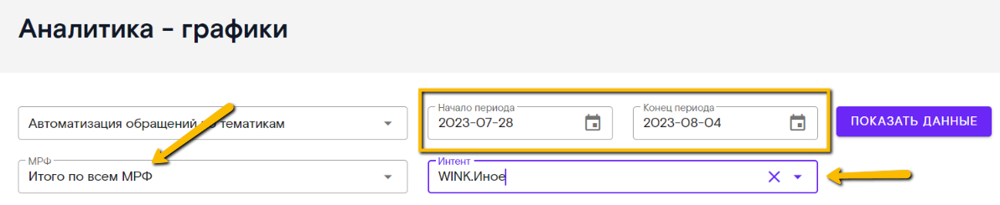 Аналитика - графики
Автоматизация обращений по тематикам
Начало периода
2023-07-28
Конец периода
2023-08-04
ПОКАЗАТЬ ДАННЫЕ
МРФ
Итого по всем МРФ
Интент
WINK.Иное